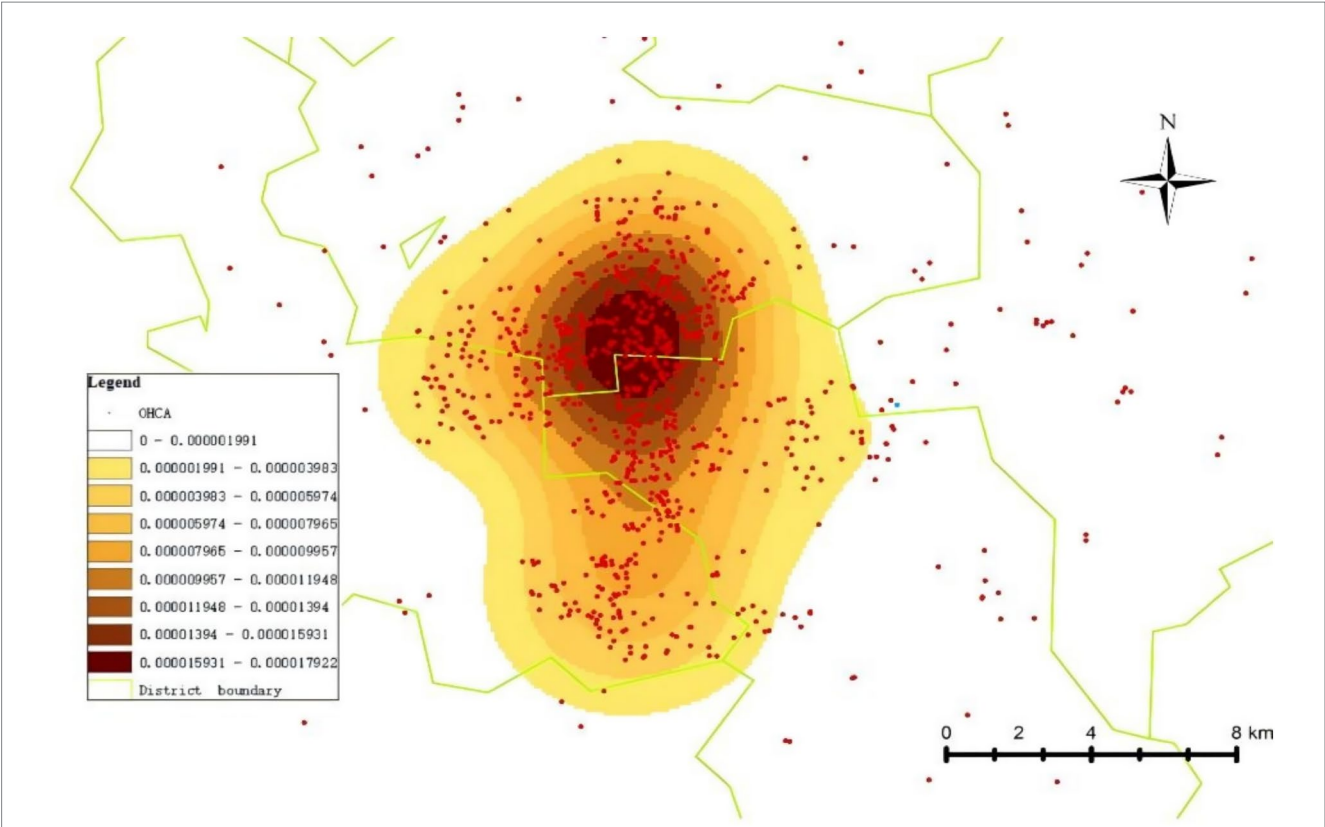 N
Legend
OHCA
0 - 0.000001991
0.000001991 - 0.000003983
0.000003983 - 0.000005974
0.000005974 - 0.000007965
0.000007965 - 0.000009957
0.000009957 - 0.000011948
0.000011948 - 0.00001394
0.00001394 - 0.000015931
0.000015931 - 0.000017922
District boundary
0 2 4 8 km